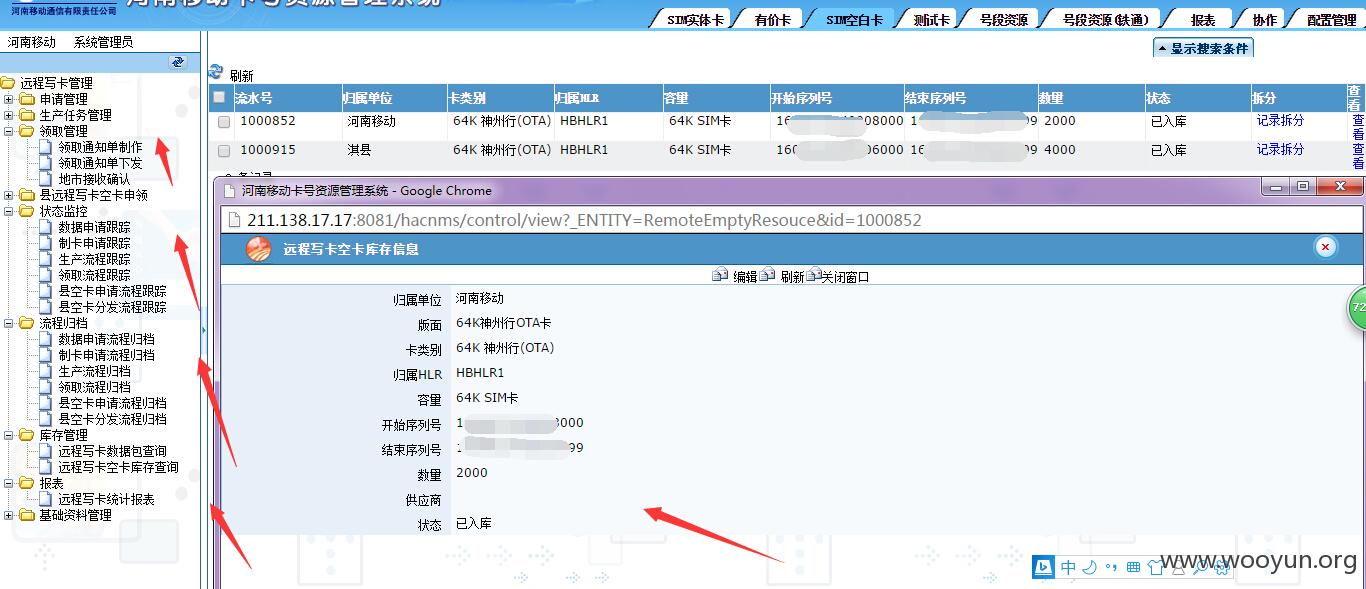 河南移动通信有限责任公司
河南移动卡号资源管理系统
SIM实体卡 有价卡 SIM空白卡 测试卡 号段资源 号段资源(铁通) 报表 协作 配置管理
河南移动 系统管理员
显示搜索条件
远程写卡管理
申请管理
生产任务管理
领取管理
领取通知单制作
领取通知单下发
地市接收确认
县远程写卡空卡申领
状态监控
数据申请跟踪
制卡申请跟踪
生产流程跟踪
领取流程跟踪
县空卡申请流程跟踪
县空卡分发流程跟踪
流程归档
数据申请流程归档
制卡申请流程归档
生产流程归档
领取流程归档
县空卡申请流程归档
县空卡分发流程归档
库存管理
远程写卡数据包查询
远程写卡空卡库存查询
报表
远程写卡统计报表
基础资料管理
刷新
流水号 归属单位 卡类别 归属HLR 容量 开始序列号 结束序列号 数量 状态 拆分 查看
1000852 河南移动 64K 神州行(OTA) HBHLR1 64K SIM卡 16 08000 1 9 2000 已入库 记录拆分 查看
1000915 淇县 64K 神州行(OTA) HBHLR1 64K SIM卡 160 06000 1 99 4000 已入库 记录拆分 查看
河南移动卡号资源管理系统 - Google Chrome
211.138.17.17:8081/hacnms/control/view?_ENTITY=RemoteEmptyResouce&id=1000852
远程写卡空卡库存信息
编辑 刷新 关闭窗口
归属单位 河南移动
版面 64K神州行OTA卡
卡类别 64K 神州行(OTA)
归属HLR HBHLR1
容量 64K SIM卡
开始序列号 1 000
结束序列号 99
数量 2000
供应商
状态 已入库
72
中
www.wooyun.org